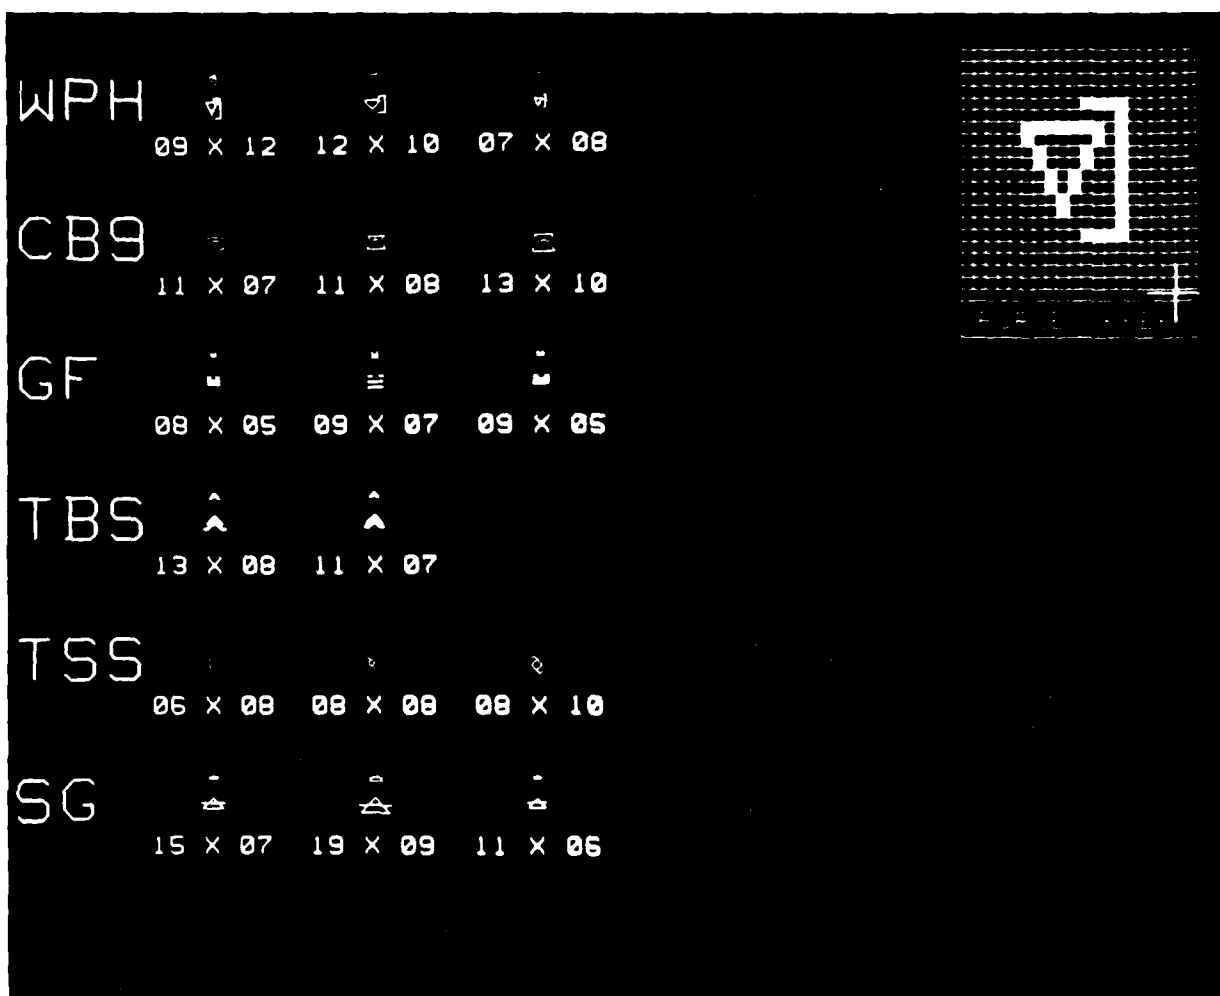 WPH
09 X 12 12 X 10 07 X 08
CB9
11 X 07 11 X 08 13 X 10
GF
08 X 05 09 X 07 09 X 05
TBS
13 X 08 11 X 07
TSS
06 X 08 08 X 08 08 X 10
SG
15 X 07 19 X 09 11 X 06